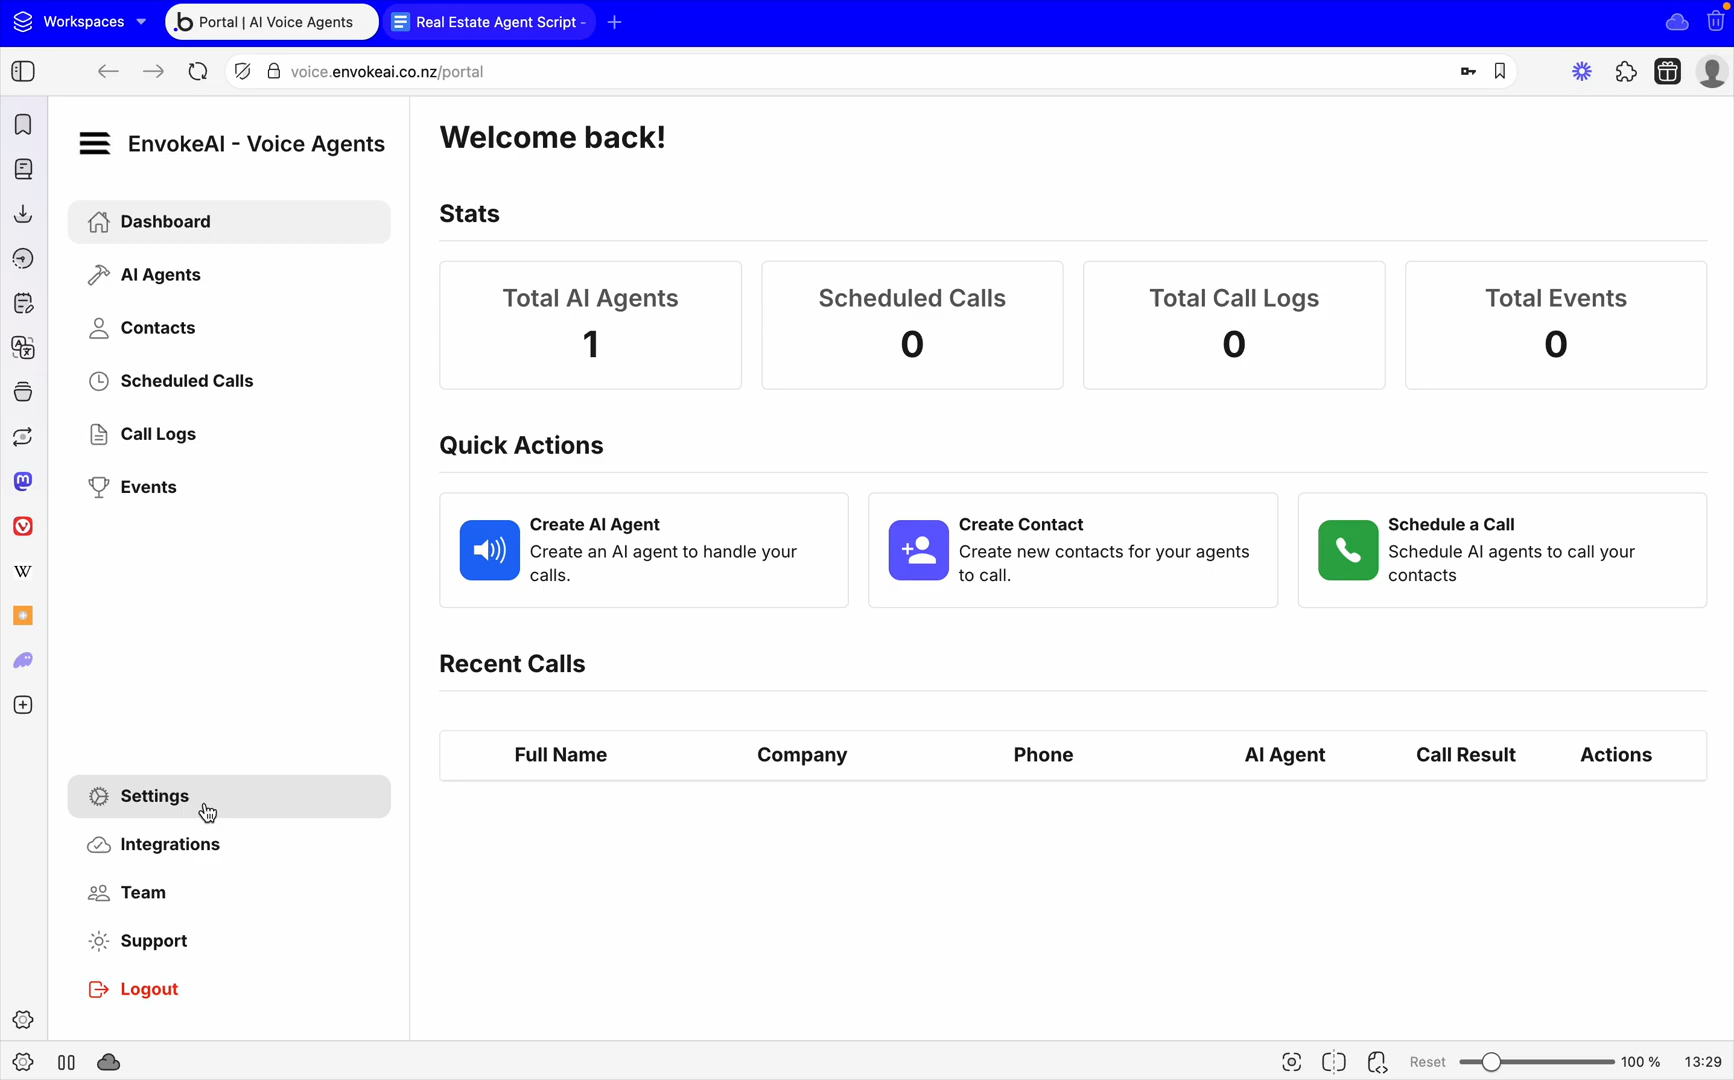 Workspaces
Portal | AI Voice Agents
Real Estate Agent Script -
voice.envokeai.co.nz/portal
EnvokeAI - Voice Agents
Dashboard
AI Agents
Contacts
Scheduled Calls
Call Logs
Events
Settings
Integrations
Team
Support
Logout
Welcome back!
Stats
Total AI Agents
1
Scheduled Calls
0
Total Call Logs
0
Total Events
0
Quick Actions
Create AI Agent
Create an AI agent to handle your
calls.
Create Contact
Create new contacts for your agents
to call.
Schedule a Call
Schedule AI agents to call your
contacts
Recent Calls
Full Name Company Phone AI Agent Call Result Actions
Reset 100 % 13:29